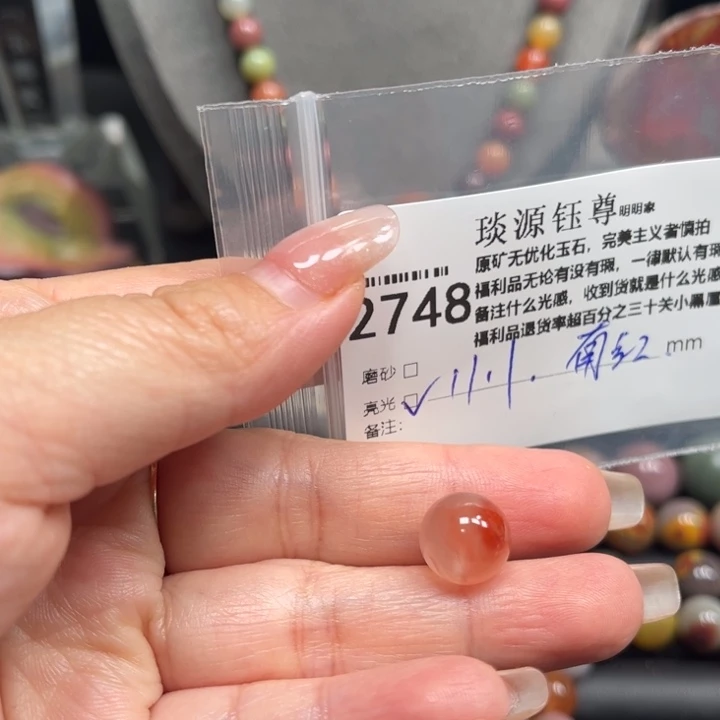 琰源钰尊 明明家
原矿无优化玉石，完美主义者慎拍
福利品无论有没有瑕，一律默认有瑕
备注什么光感，收到货就是什么光感
福利品退货率超百分之三十关小黑屋
2748
磨砂 □
亮光 □✓ 11.1. 南红 mm
备注：